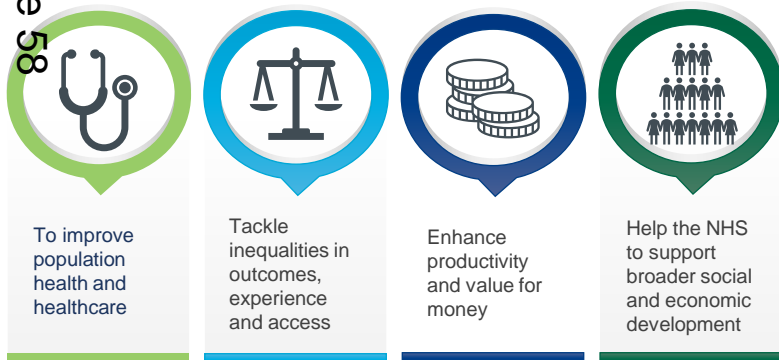 e 58
To improve
population
health and
healthcare
Tackle
inequalities in
outcomes,
experience
and access
Enhance
productivity
and value for
money
Help the NHS
to support
broader social
and economic
development